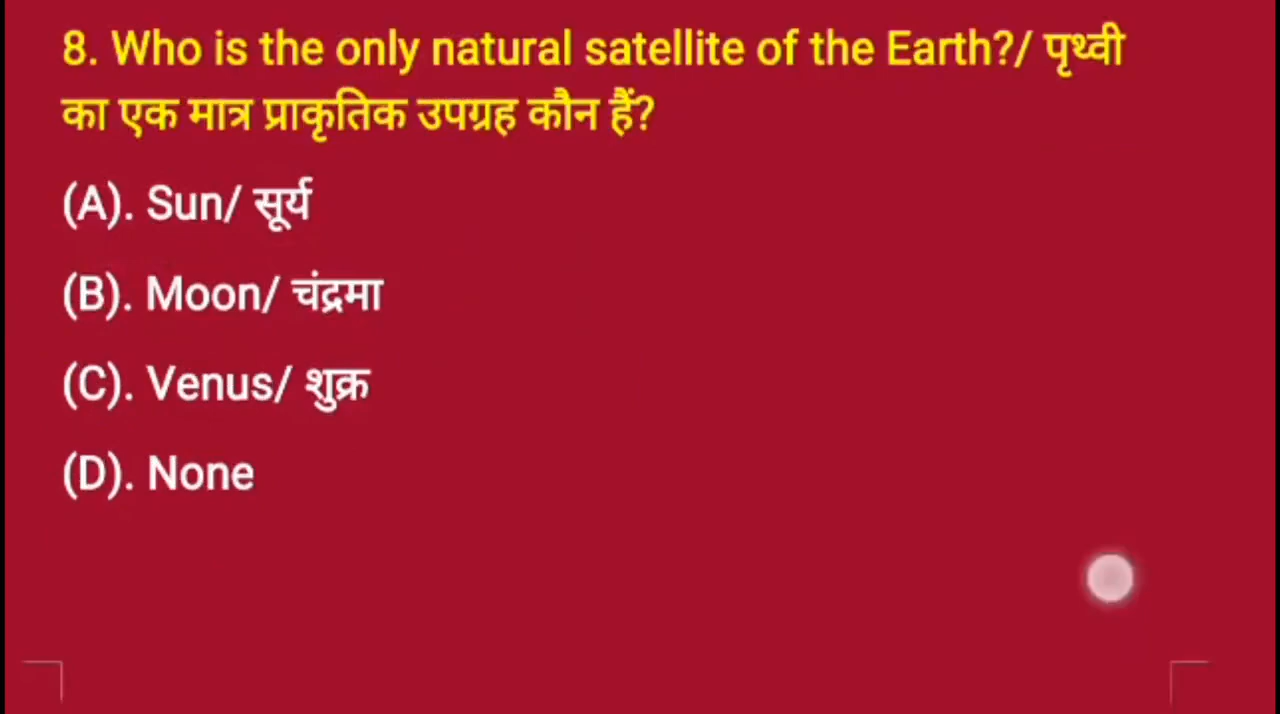 8. Who is the only natural satellite of the Earth?/ पृथ्वी
का एक मात्र प्राकृतिक उपग्रह कौन हैं?
(A). Sun/ सूर्य
(B). Moon/ चंद्रमा
(C). Venus/ शुक्र
(D). None